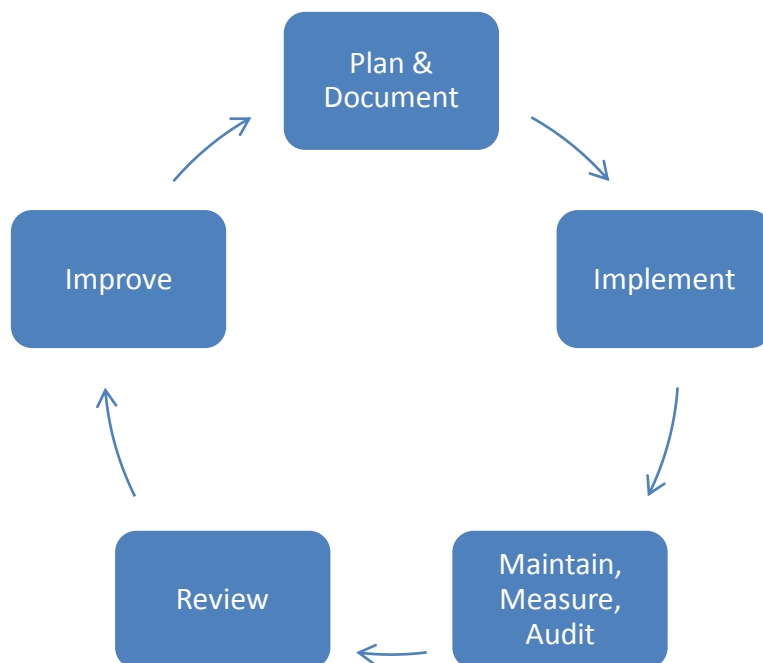 Plan &
Document
Implement
Maintain,
Measure,
Audit
Review
Improve